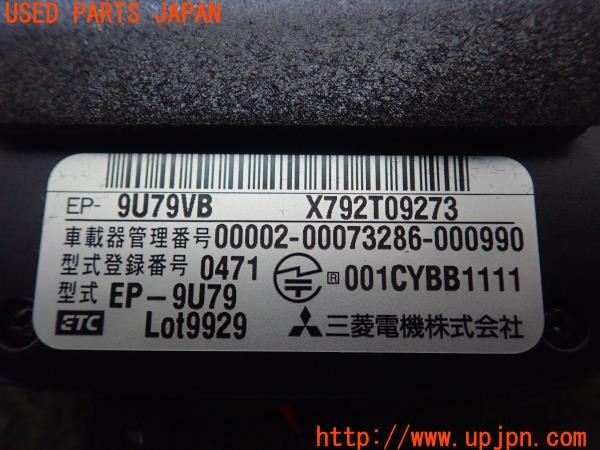 USED PARTS JAPAN
EP- 9U79VB X792T09273
車載器管理番号 00002-00073286-000990
型式登録番号 0471 R 001CYBB1111
型式 EP-9U79
ETC Lot9929 三菱電機株式会社
http://www.upjpn.com/